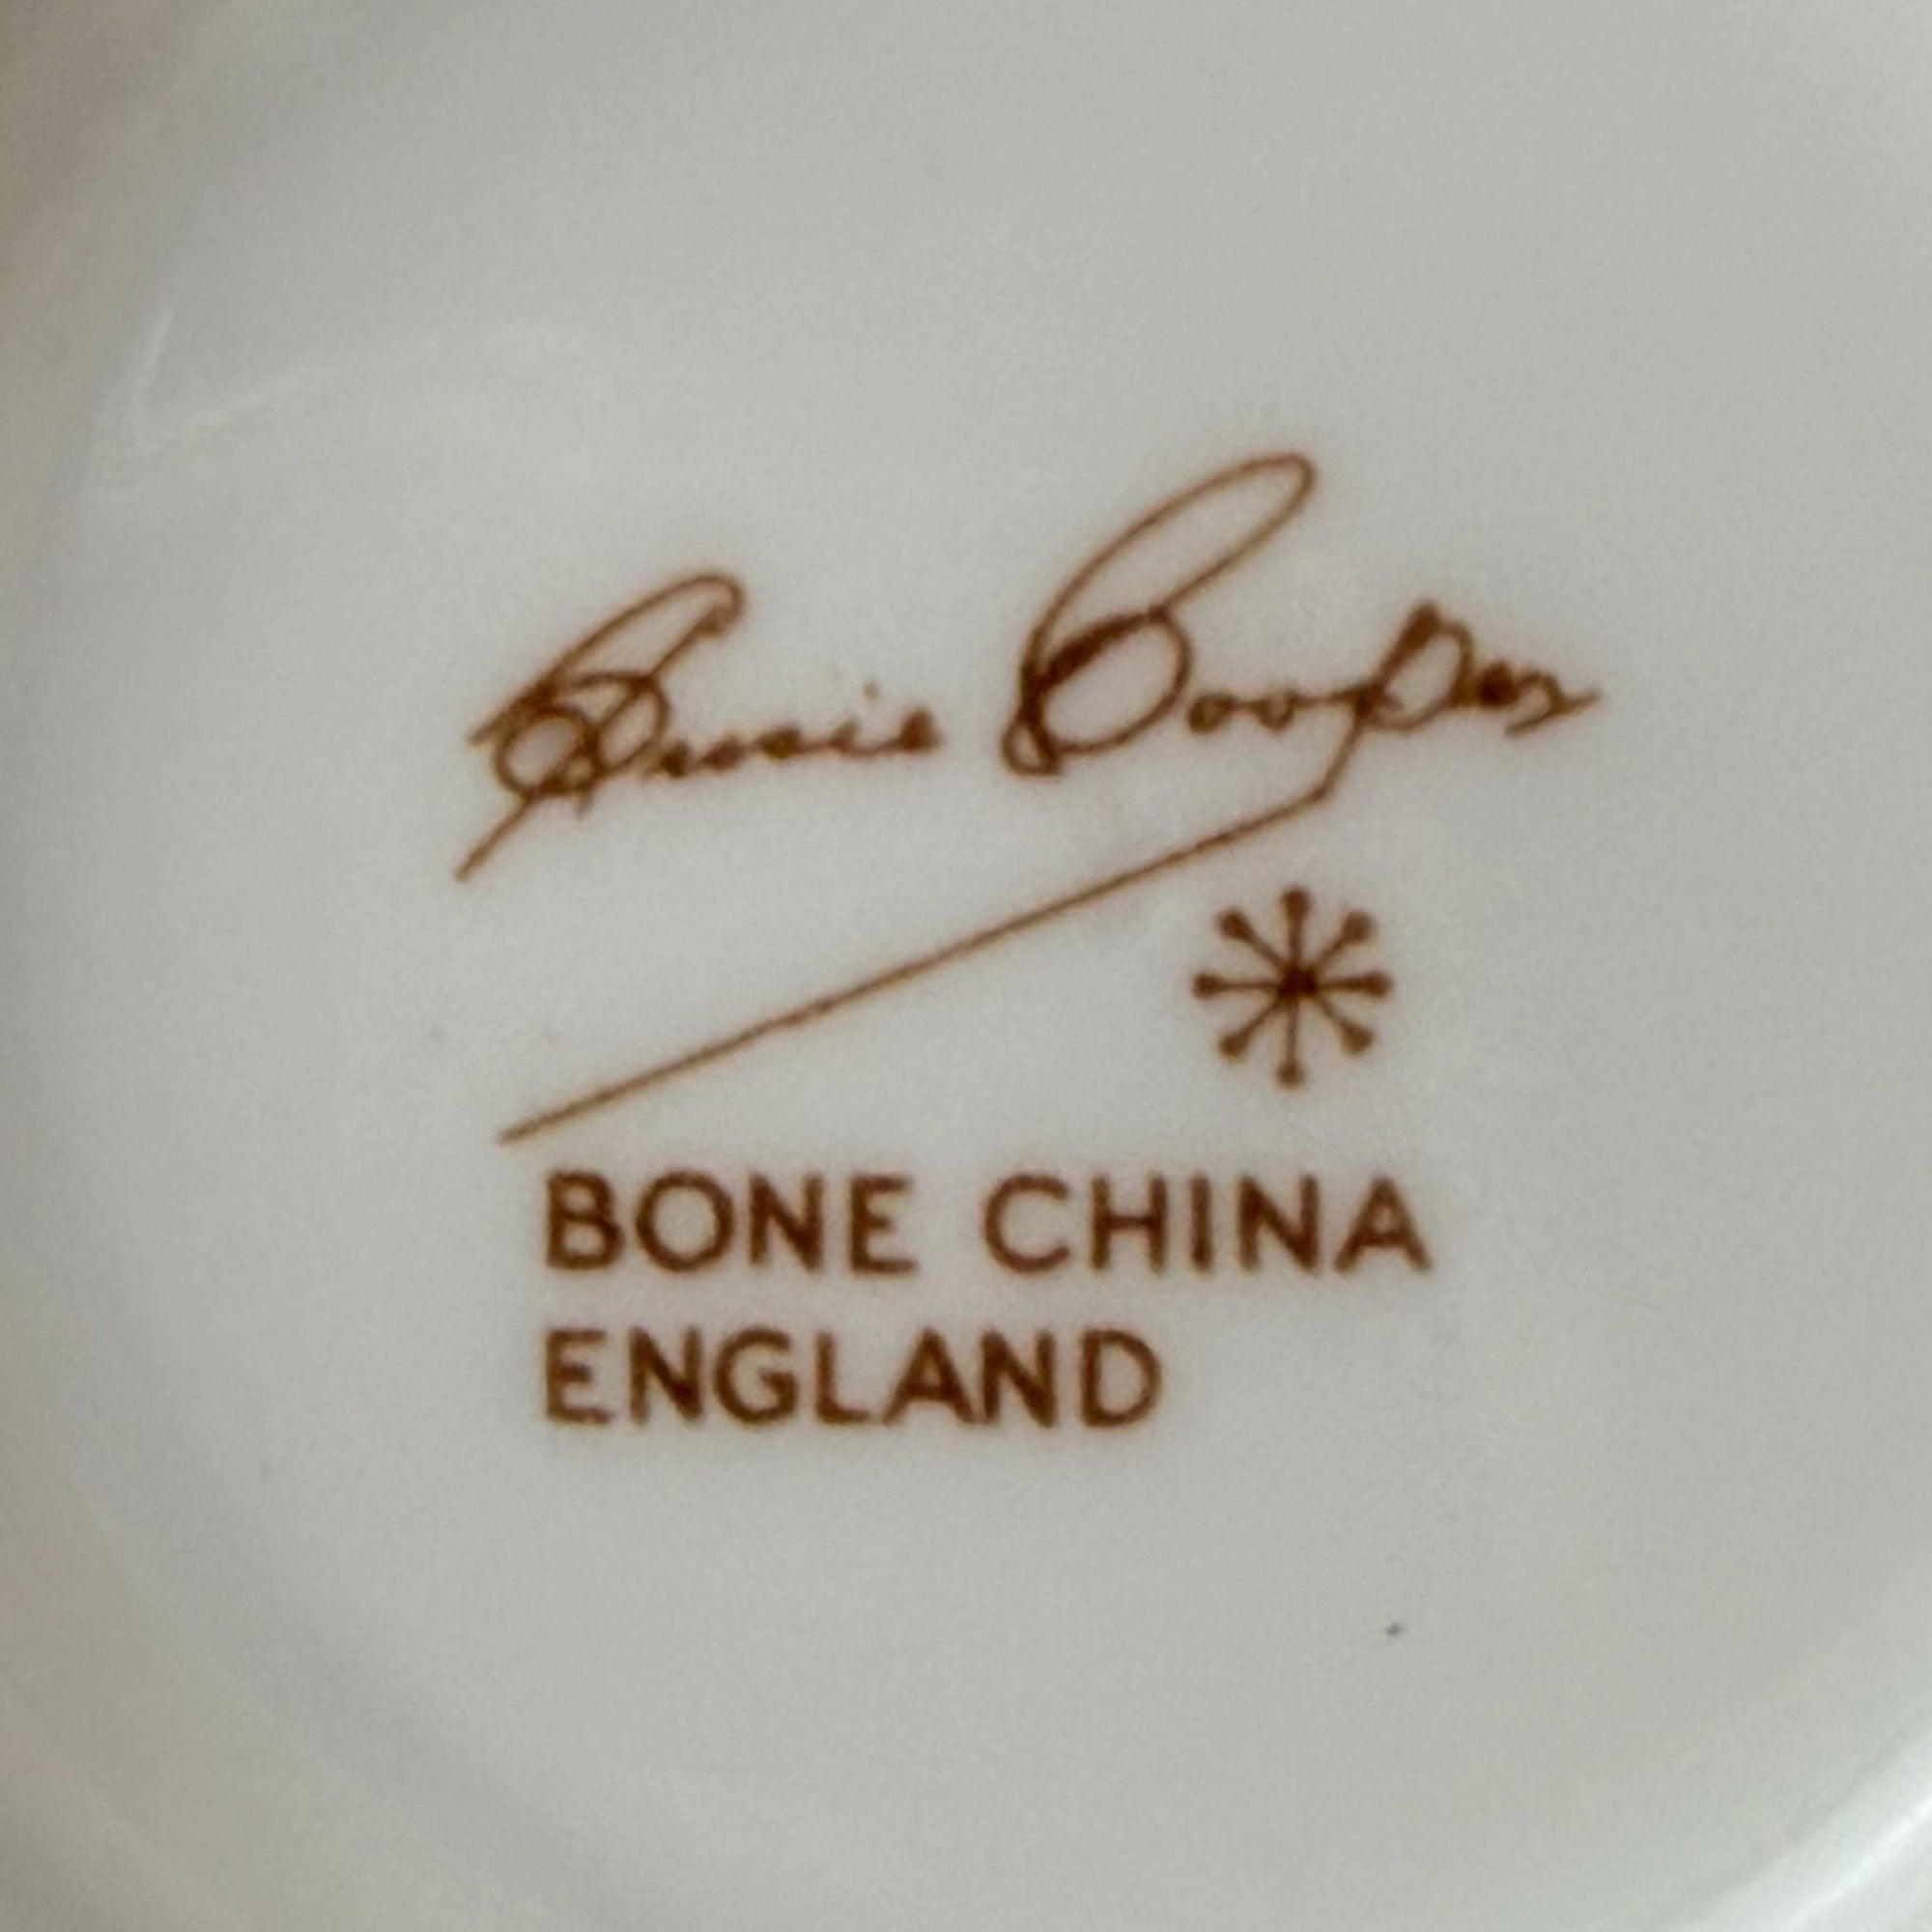 Susie Cooper
BONE CHINA
ENGLAND